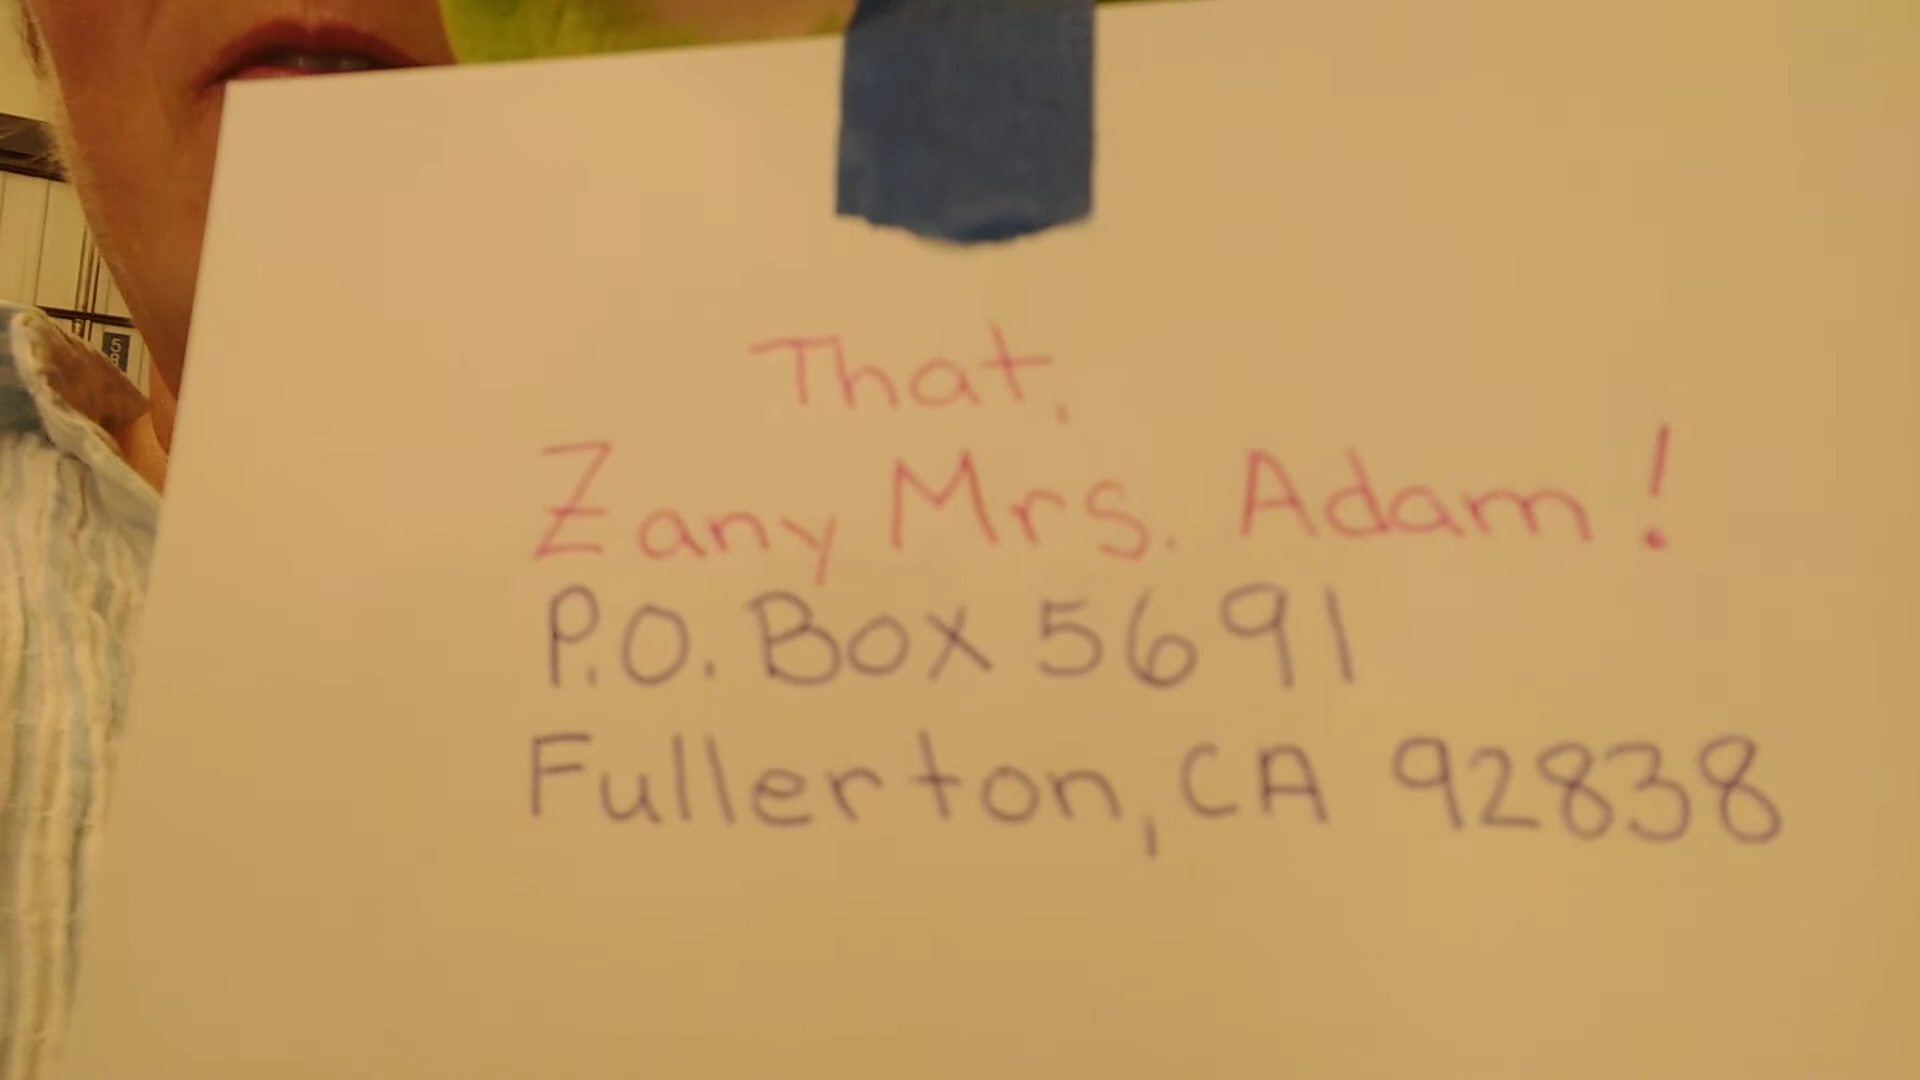 That,
Zany Mrs. Adam!
P.O. Box 5691
Fullerton, CA 92838